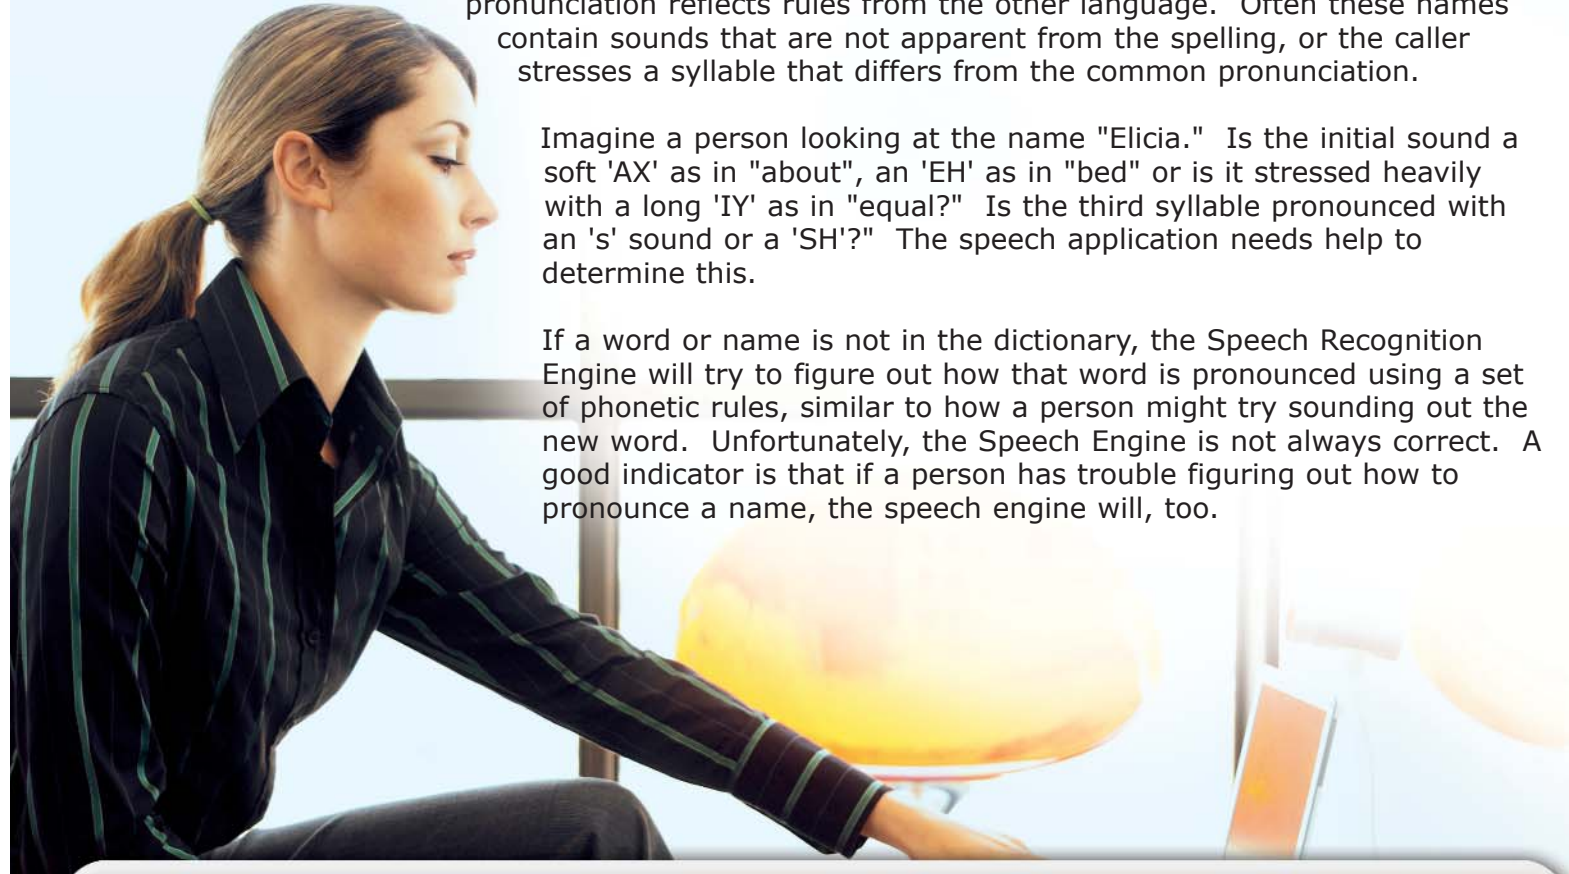 pronunciation reflects rules from the other language.  Often these names
contain sounds that are not apparent from the spelling, or the caller
stresses a syllable that differs from the common pronunciation.
Imagine a person looking at the name "Elicia."  Is the initial sound a
soft 'AX' as in "about", an 'EH' as in "bed" or is it stressed heavily
with a long 'IY' as in "equal?"  Is the third syllable pronounced with
an 's' sound or a 'SH'?"  The speech application needs help to
determine this.
If a word or name is not in the dictionary, the Speech Recognition
Engine will try to figure out how that word is pronounced using a set
of phonetic rules, similar to how a person might try sounding out the
new word.  Unfortunately, the Speech Engine is not always correct.  A
good indicator is that if a person has trouble figuring out how to
pronounce a name, the speech engine will, too.